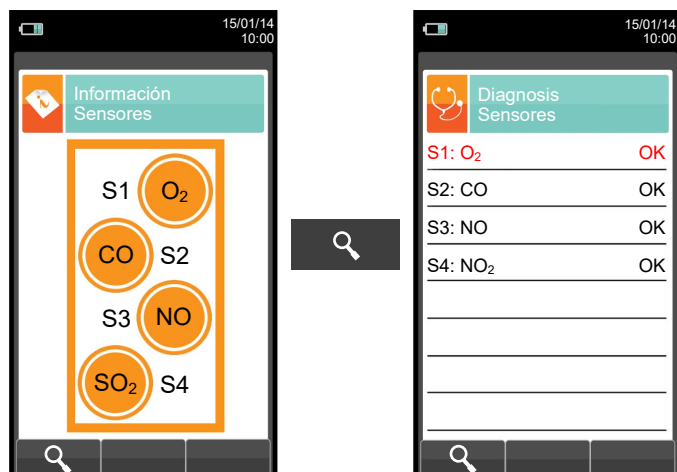 15/01/14
10:00
Información
Sensores
S1 O₂
CO S2
S3 NO
SO₂ S4
15/01/14
10:00
Diagnosis
Sensores
S1: O₂ OK
S2: CO OK
S3: NO OK
S4: NO₂ OK